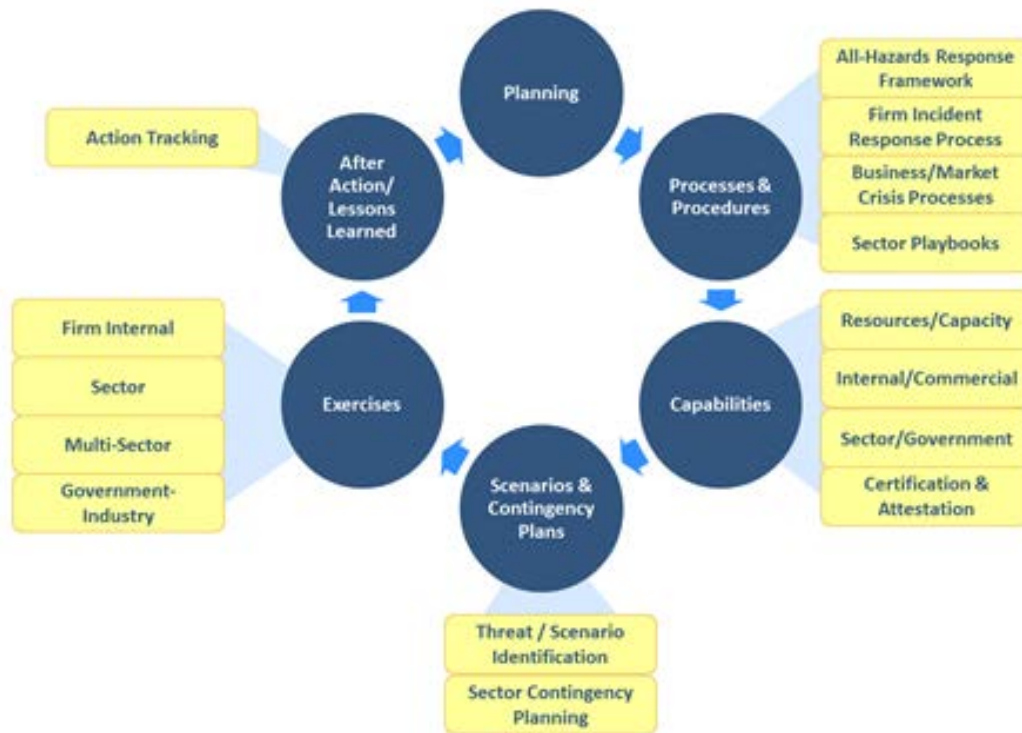 Planning
Processes &
Procedures
All-Hazards Response
Framework
Firm Incident
Response Process
Business/Market
Crisis Processes
Sector Playbooks
Capabilities
Resources/Capacity
Internal/Commercial
Sector/Government
Certification &
Attestation
Scenarios &
Contingency
Plans
Threat / Scenario
Identification
Sector Contingency
Planning
Exercises
Firm Internal
Sector
Multi-Sector
Government-
Industry
After
Action/
Lessons
Learned
Action Tracking